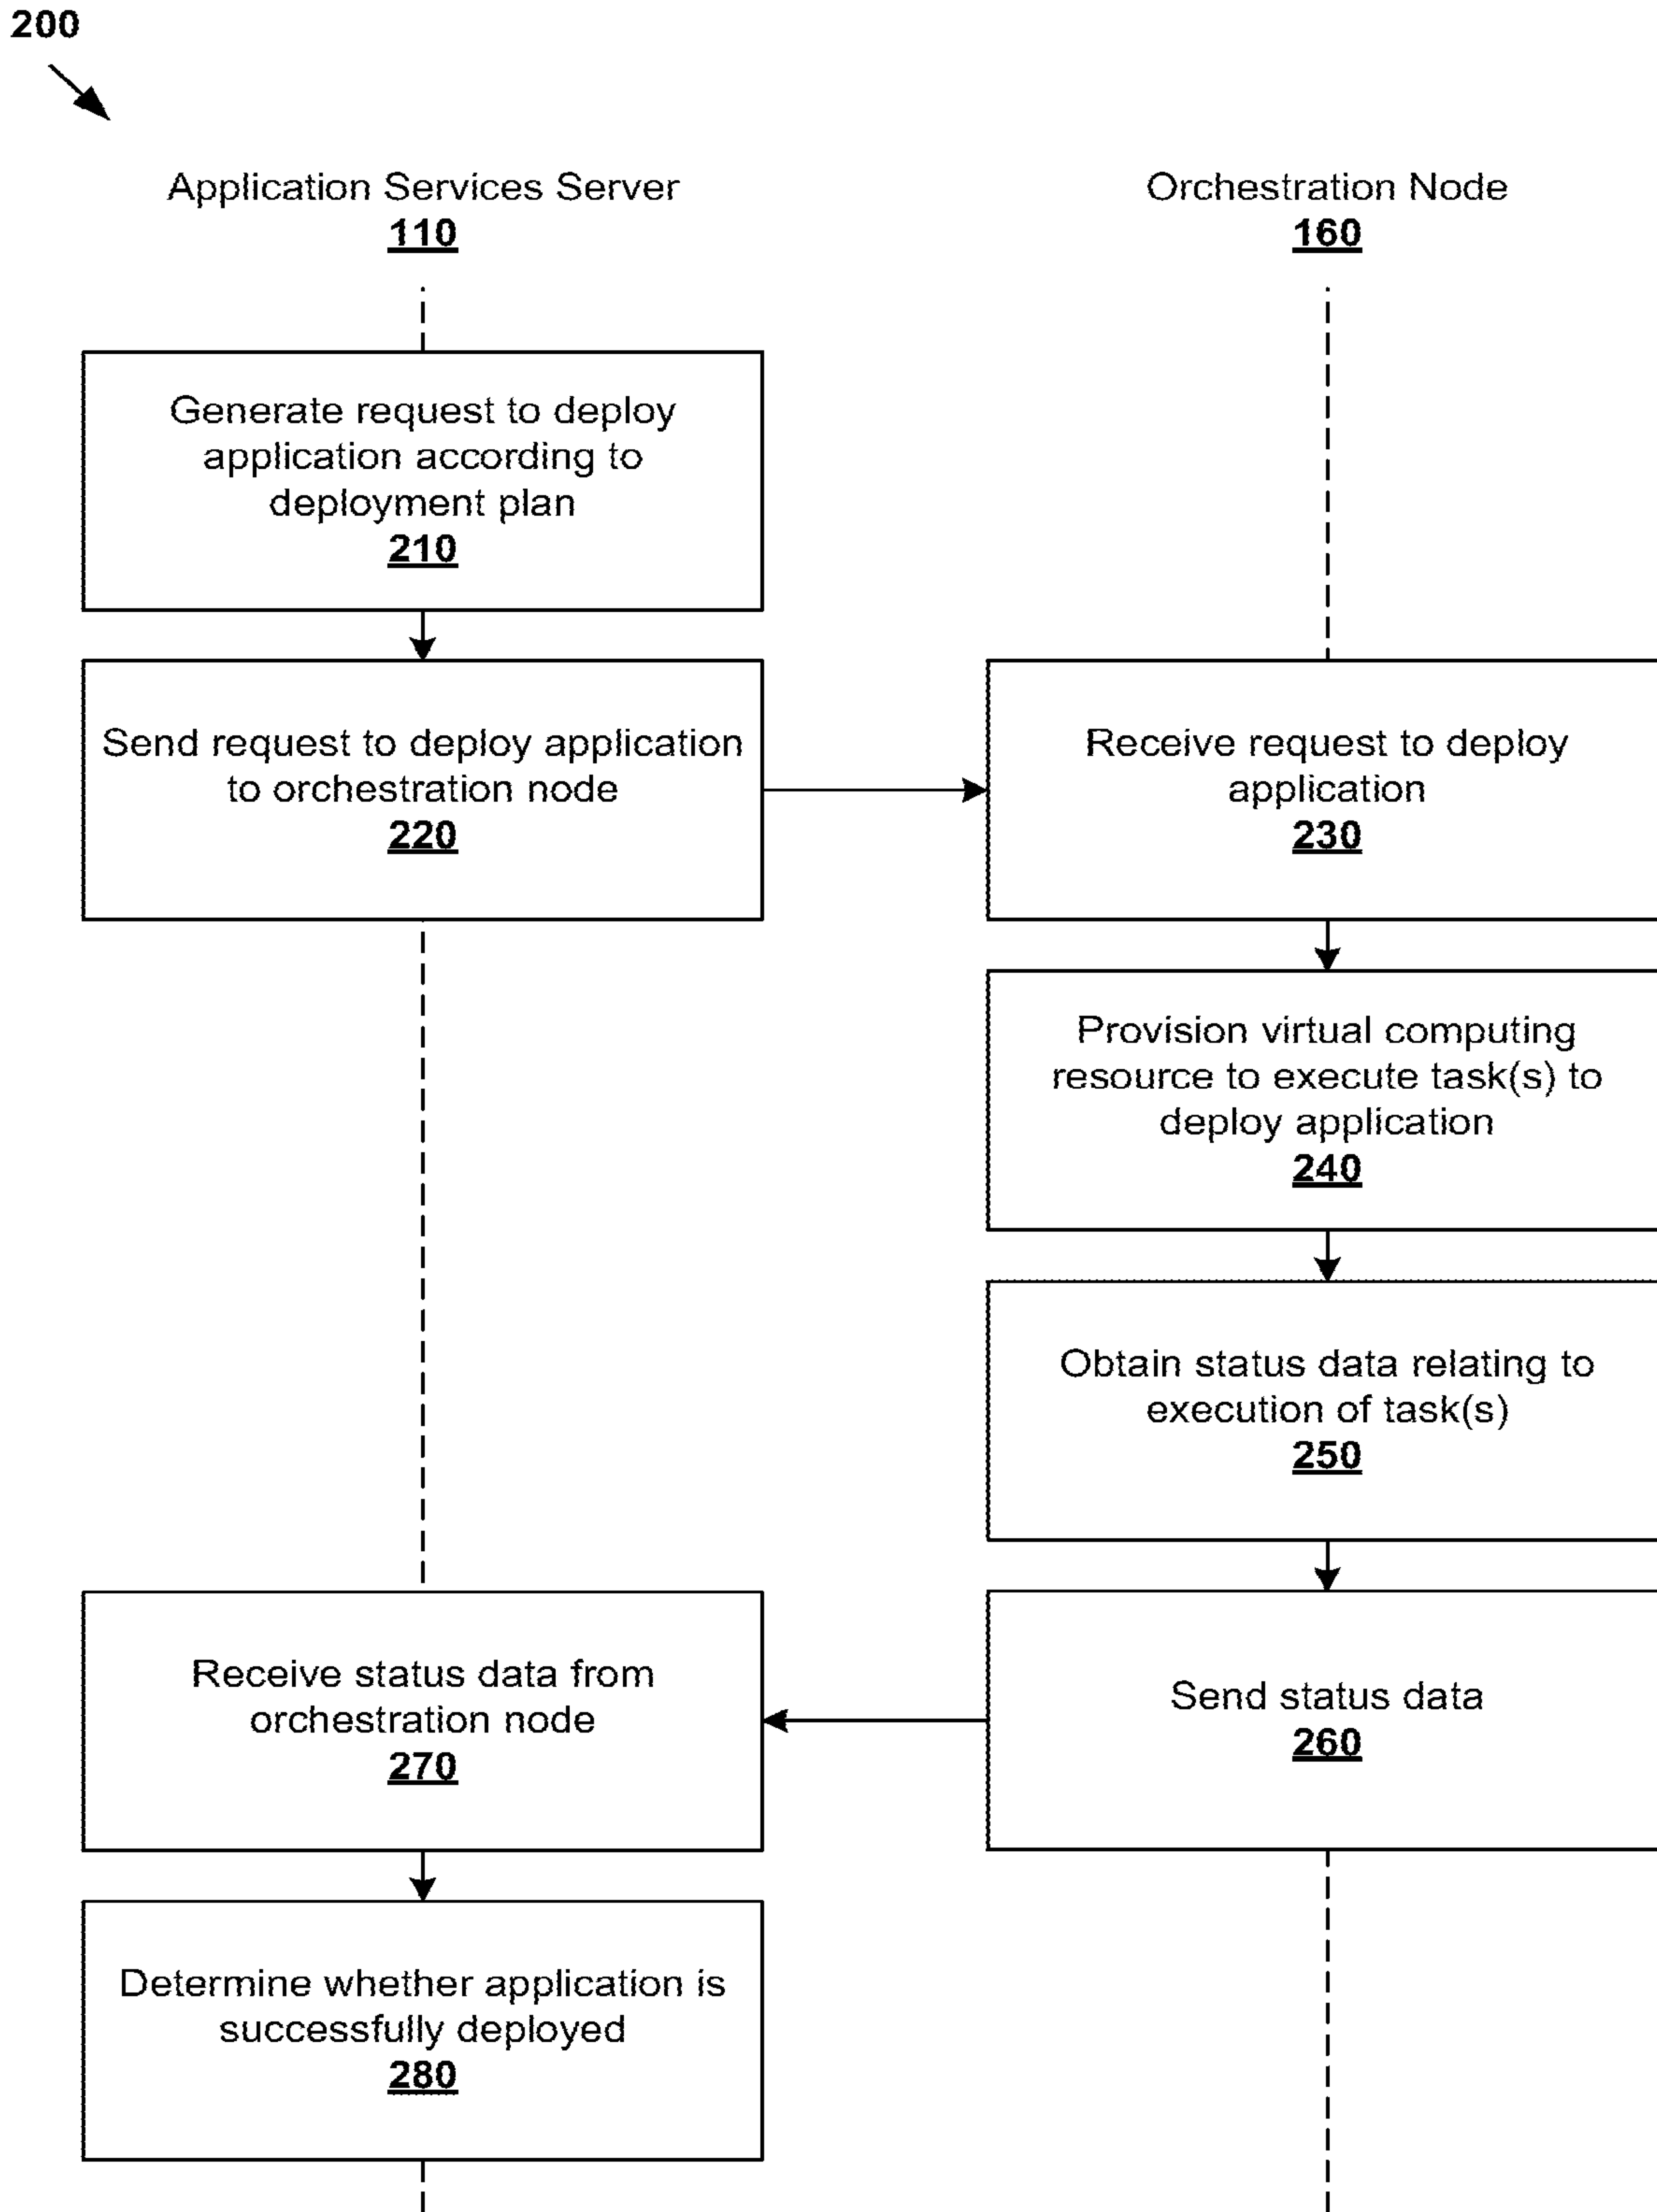 200
Application Services Server
110
Orchestration Node
160
Generate request to deploy
application according to
deployment plan
210
Send request to deploy application
to orchestration node
220
Receive request to deploy
application
230
Provision virtual computing
resource to execute task(s) to
deploy application
240
Obtain status data relating to
execution of task(s)
250
Receive status data from
orchestration node
270
Send status data
260
Determine whether application is
successfully deployed
280